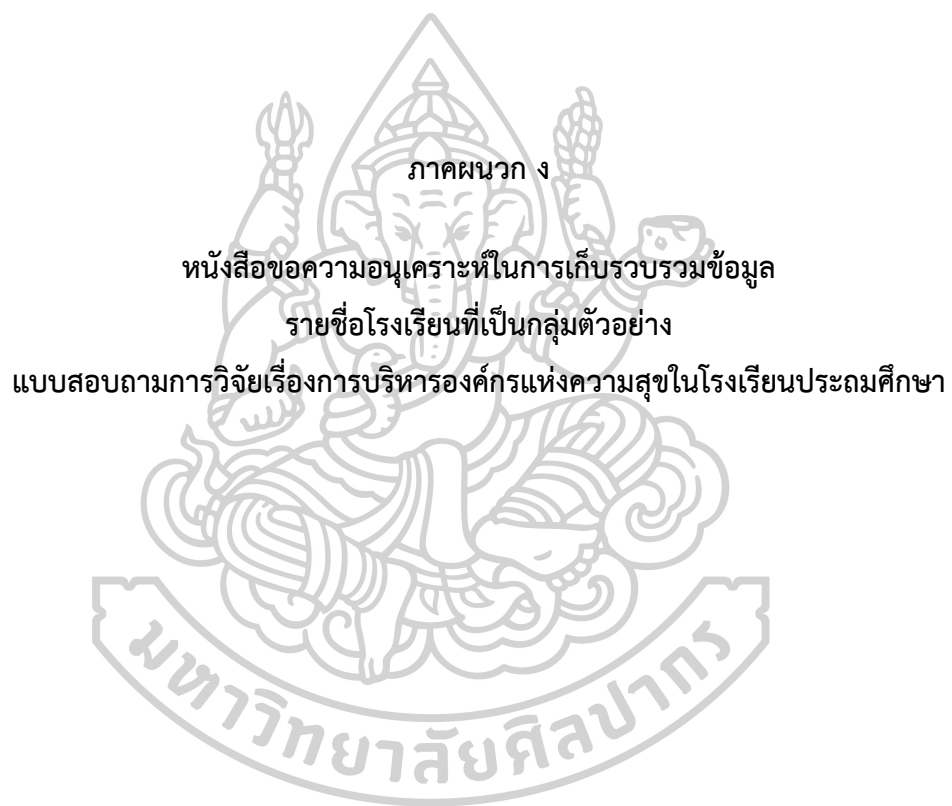 ภาคผนวก ง
หนังสือขอความอนุเคราะห์ในการเก็บรวบรวมข้อมูล
รายชื่อโรงเรียนที่เป็นกลุ่มตัวอย่าง
แบบสอบถามการวิจัยเรื่องการบริหารองค์กรแห่งความสุขในโรงเรียนประถมศึกษา
มหาวิทยาลัยศิลปากร